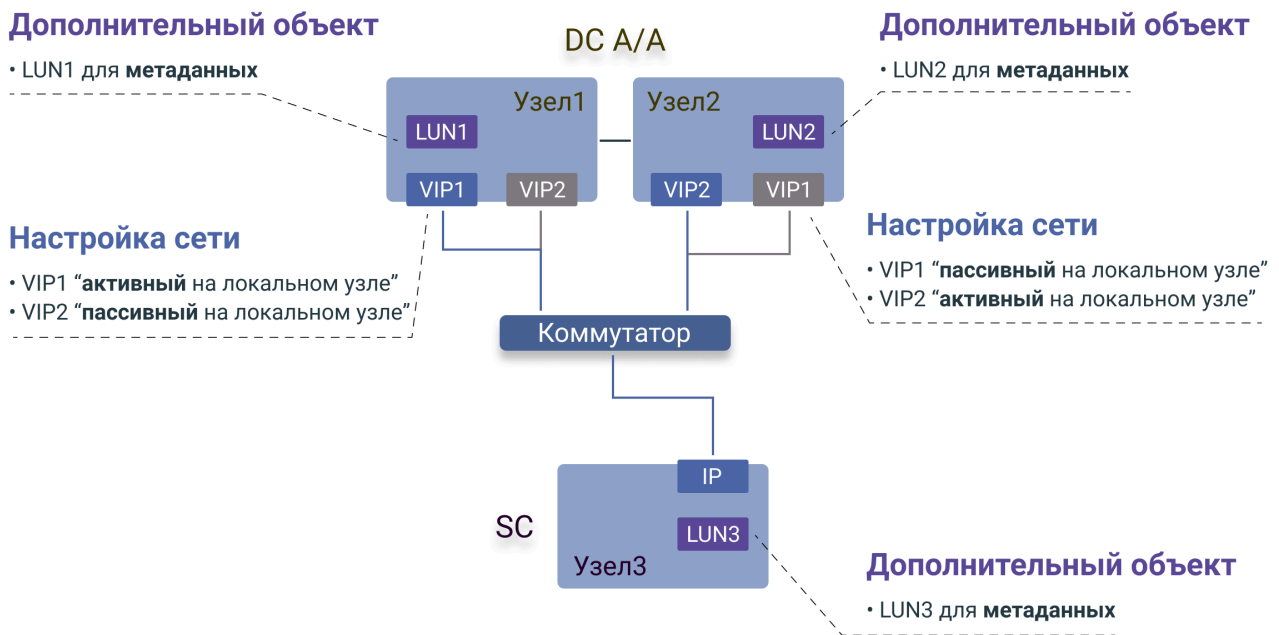 Дополнительный объект
• LUN1 для метаданных
DC A/A
Дополнительный объект
• LUN2 для метаданных
Узел1
LUN1
VIP1
VIP2
Узел2
LUN2
VIP2
VIP1
Настройка сети
• VIP1 “активный на локальном узле”
• VIP2 “пассивный на локальном узле”
Настройка сети
• VIP1 “пассивный на локальном узле”
• VIP2 “активный на локальном узле”
Коммутатор
IP
SC
LUN3
Узел3
Дополнительный объект
• LUN3 для метаданных